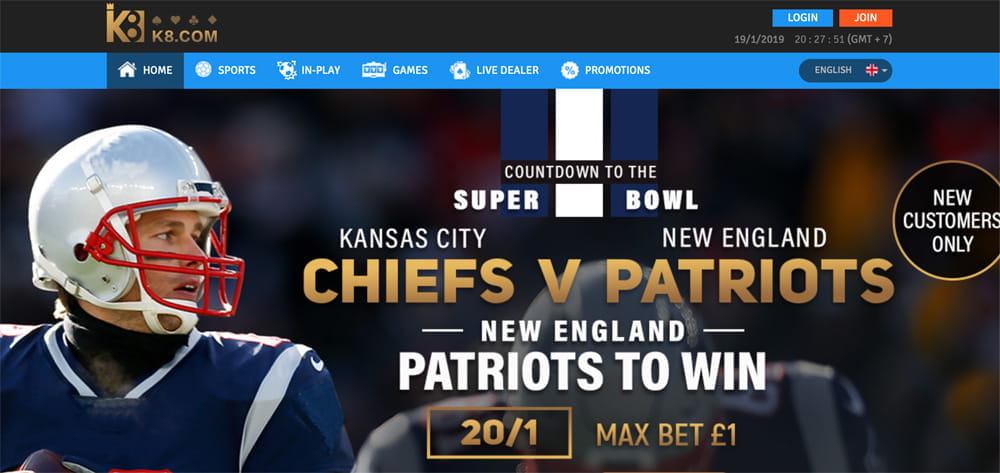 K8
K8.COM
LOGIN
JOIN
19/1/2019 20 : 27 : 51 (GMT + 7)
HOME
SPORTS
IN-PLAY
GAMES
LIVE DEALER
PROMOTIONS
ENGLISH
COUNTDOWN TO THE
SUPER BOWL
KANSAS CITY NEW ENGLAND
CHIEFS V PATRIOTS
NEW ENGLAND
PATRIOTS TO WIN
20/1 MAX BET £1
NEW
CUSTOMERS
ONLY